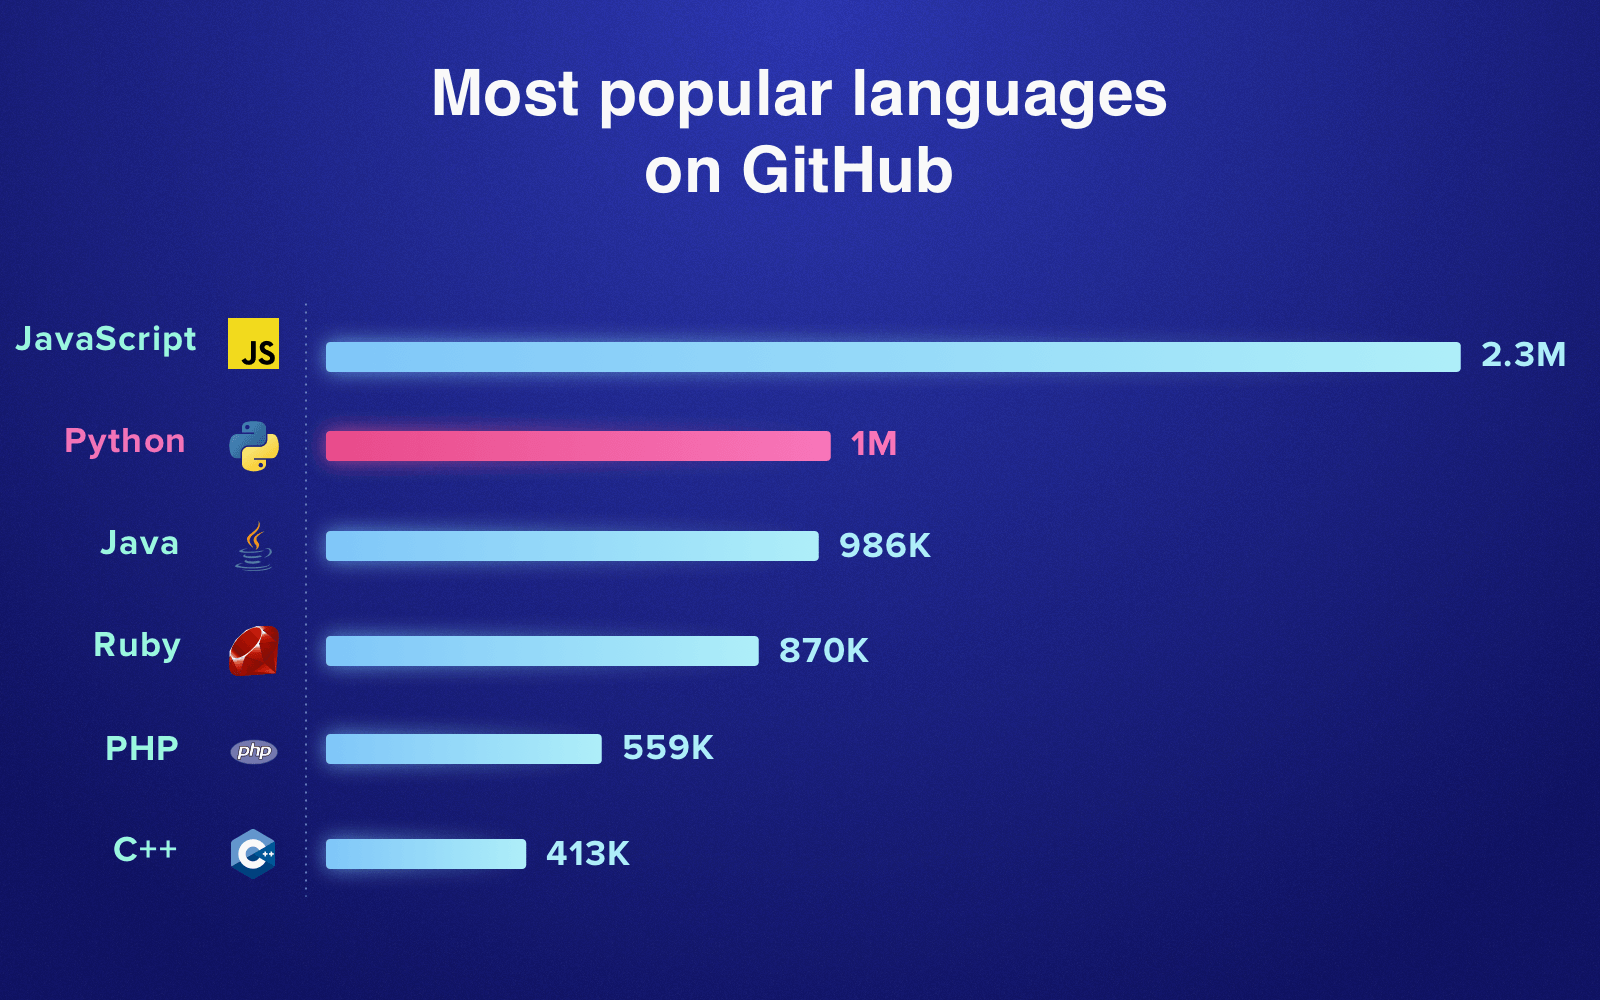 Most popular languages
on GitHub
JavaScript JS 2.3M
Python 1M
Java 986K
Ruby 870K
PHP php 559K
C++ C++ 413K